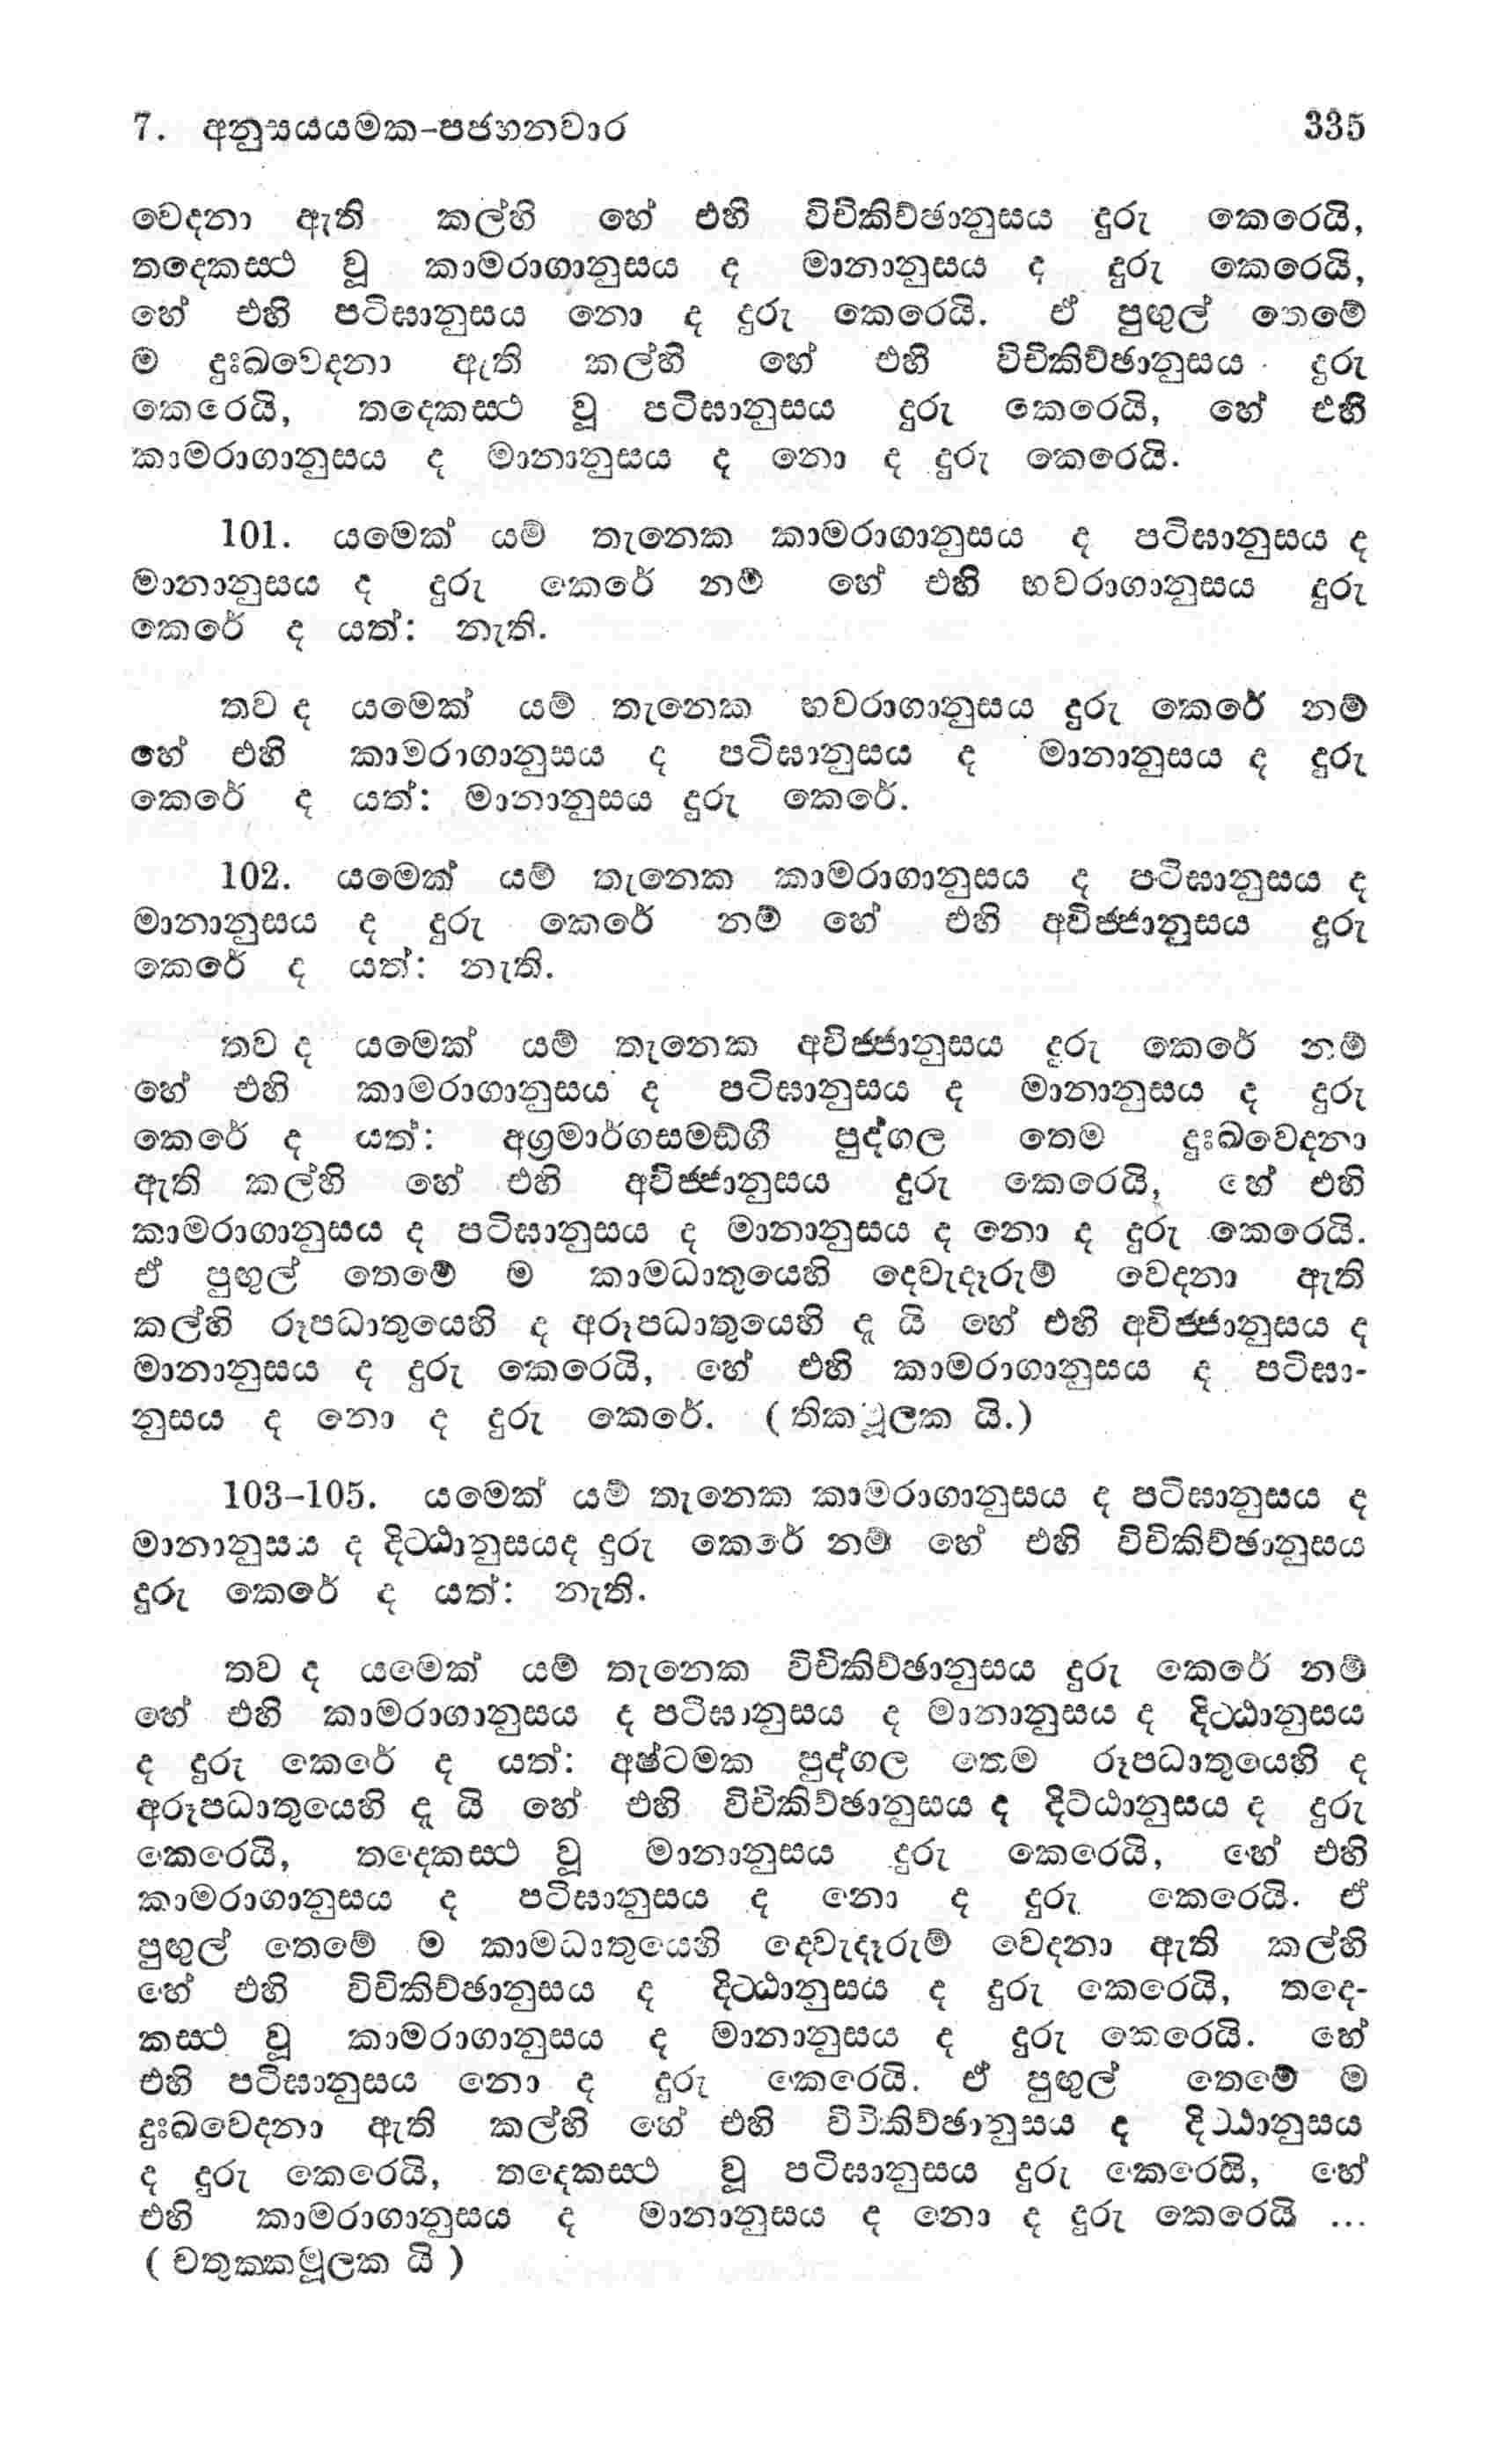 7. අනුසයයමක-පජහනවාර 335
වෙදනා ඇති කල්හි හේ එහි විචිකිච්ඡානුසය දුරු කෙරෙයි,
තදෙකස්ථ වූ කාමරාගානුසය ද මානානුසය ද දුරු කෙරෙයි,
හේ එහි පටිඝානුසය නො ද දුරු කෙරෙයි. ඒ පුඟුල් තෙමේ
ම දුඃඛවෙදනා ඇති කල්හි හේ එහි විචිකිච්ඡානුසය දුරු
කෙරෙයි, තදෙකස්ථ වූ පටිඝානුසය දුරු කෙරෙයි, හේ එහි
කාමරාගානුසය ද මානානුසය ද නො ද දුරු කෙරෙයි.
101. යමෙක් යම් තැනෙක කාමරාගානුසය ද පටිඝානුසය ද
මානානුසය ද දුරු කෙරේ නම් හේ එහි භවරාගානුසය දුරු
කෙරේ ද යත්: නැති.
තව ද යමෙක් යම් තැනෙක භවරාගානුසය දුරු කෙරේ නම්
හේ එහි කාමරාගානුසය ද පටිඝානුසය ද මානානුසය ද දුරු
කෙරේ ද යත්: මානානුසය දුරු කෙරේ.
102. යමෙක් යම් තැනෙක කාමරාගානුසය ද පටිඝානුසය ද
මානානුසය ද දුරු කෙරේ නම් හේ එහි අවිජ්ජානුසය දුරු
කෙරේ ද යත්: නැති.
තව ද යමෙක් යම් තැනෙක අවිජ්ජානුසය දුරු කෙරේ නම්
හේ එහි කාමරාගානුසය ද පටිඝානුසය ද මානානුසය ද දුරු
කෙරේ ද යත්: අග්‍රමාර්ගසමඞ්ගී පුද්ගල තෙම දුඃඛවෙදනා
ඇති කල්හි හේ එහි අවිජ්ජානුසය දුරු කෙරෙයි, හේ එහි
කාමරාගානුසය ද පටිඝානුසය ද මානානුසය ද නො ද දුරු කෙරෙයි.
ඒ පුඟුල් තෙමේ ම කාමධාතුයෙහි දෙවැදෑරුම් වෙදනා ඇති
කල්හි රූපධාතුයෙහි ද අරූපධාතුයෙහි දැ යි හේ එහි අවිජ්ජානුසය ද
මානානුසය ද දුරු කෙරෙයි, හේ එහි කාමරාගානුසය ද පටිඝා-
නුසය ද නො ද දුරු කෙරේ. (තිකමූලක යි.)
103-105. යමෙක් යම් තැනෙක කාමරාගානුසය ද පටිඝානුසය ද
මානානුසය ද දිට්ඨානුසයද දුරු කෙරේ නම් හේ එහි විචිකිච්ඡානුසය
දුරු කෙරේ ද යත්: නැති.
තව ද යමෙක් යම් තැනෙක විචිකිච්ඡානුසය දුරු කෙරේ නම්
හේ එහි කාමරාගානුසය ද පටිඝානුසය ද මානානුසය ද දිට්ඨානුසය
ද දුරු කෙරේ ද යත්: අෂ්ටමක පුද්ගල තෙම රූපධාතුයෙහි ද
අරූපධාතුයෙහි දැ යි හේ එහි විචිකිච්ඡානුසය ද දිට්ඨානුසය ද දුරු
කෙරෙයි, තදෙකස්ථ වූ මානානුසය දුරු කෙරෙයි, හේ එහි
කාමරාගානුසය ද පටිඝානුසය ද නො ද දුරු කෙරෙයි. ඒ
පුඟුල් තෙමේ ම කාමධාතුයෙහි දෙවැදෑරුම් වෙදනා ඇති කල්හි
හේ එහි විචිකිච්ඡානුසය ද දිට්ඨානුසය ද දුරු කෙරෙයි, තදෙ-
කස්ථ වූ කාමරාගානුසය ද මානානුසය ද දුරු කෙරෙයි. හේ
එහි පටිඝානුසය නො ද දුරු කෙරෙයි. ඒ පුඟුල් තෙමේ ම
දුඃඛවෙදනා ඇති කල්හි හේ එහි විචිකිච්ඡානුසය ද දිට්ඨානුසය
ද දුරු කෙරෙයි, තදෙකස්ථ වූ පටිඝානුසය දුරු කෙරෙයි, හේ
එහි කාමරාගානුසය ද මානානුසය ද නො ද දුරු කෙරෙයි ...
(චතුක්කමූලක යි)